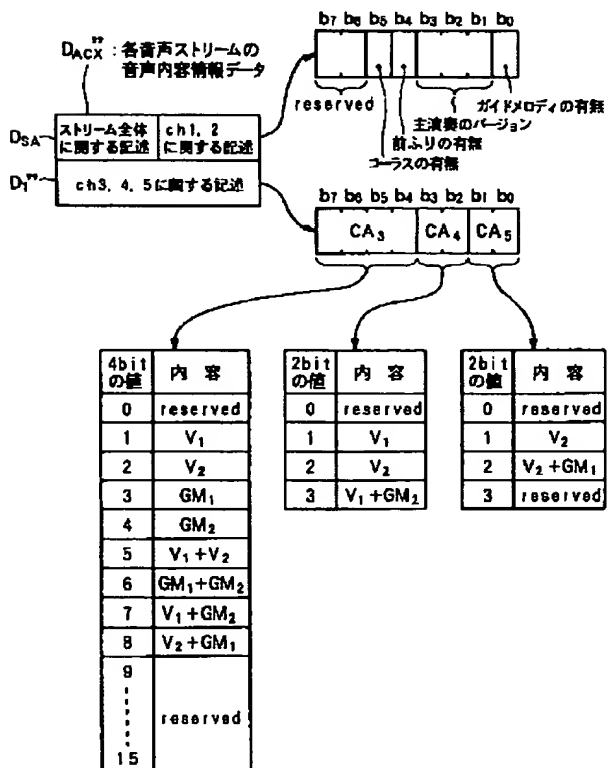 b7 b6 b5 b4 b3 b2 b1 b0
DACX'' : 各音声ストリームの
音声内容情報データ
reserved
ガイドメロディの有無
主演奏のバージョン
前ふりの有無
コーラスの有無
DSA
ストリーム全体
に関する記述
ch1, 2
に関する記述
D1''
ch3, 4, 5に関する記述
b7 b6 b5 b4 b3 b2 b1 b0
CA3 CA4 CA5
4bit
の値 内 容
0 reserved
1 V1
2 V2
3 GM1
4 GM2
5 V1+V2
6 GM1+GM2
7 V1+GM2
8 V2+GM1
9
reserved
15
2bit
の値 内 容
0 reserved
1 V1
2 V2
3 V1+GM2
2bit
の値 内 容
0 reserved
1 V2
2 V2+GM1
3 reserved